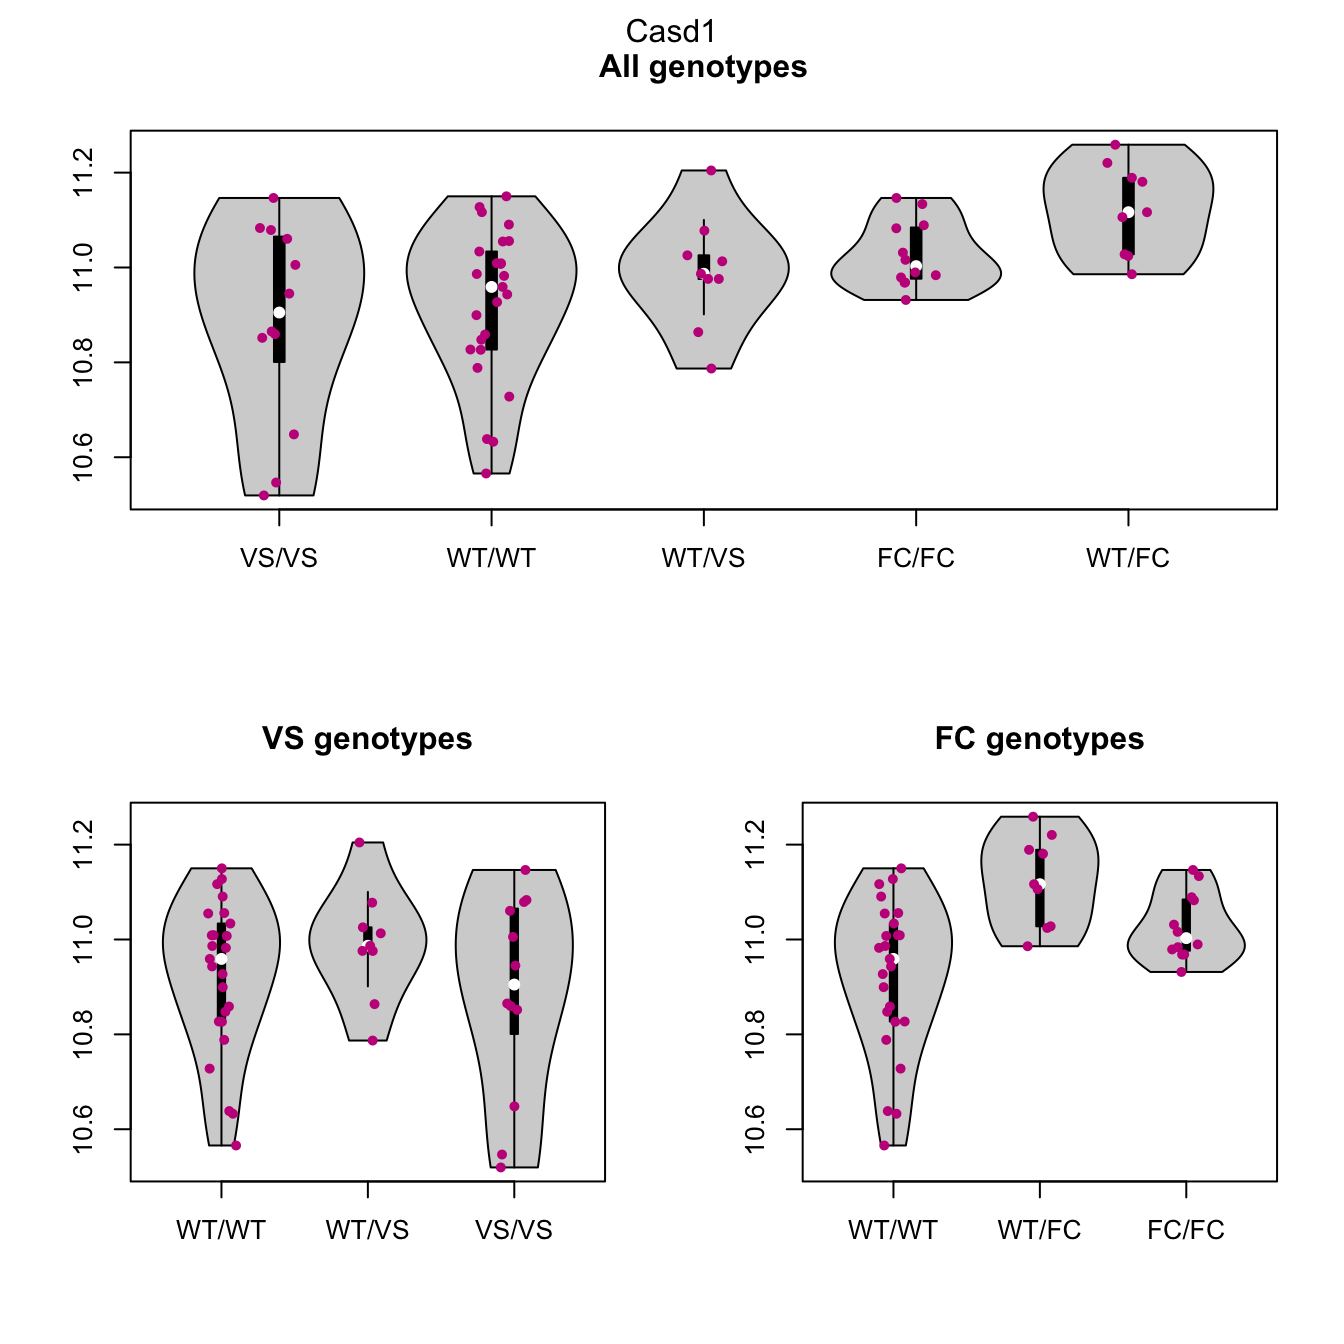 Casd1
All genotypes
11.2
11.0
10.8
10.6
VS/VS WT/WT WT/VS FC/FC WT/FC
VS genotypes
11.2
11.0
10.8
10.6
WT/WT WT/VS VS/VS
FC genotypes
11.2
11.0
10.8
10.6
WT/WT WT/FC FC/FC